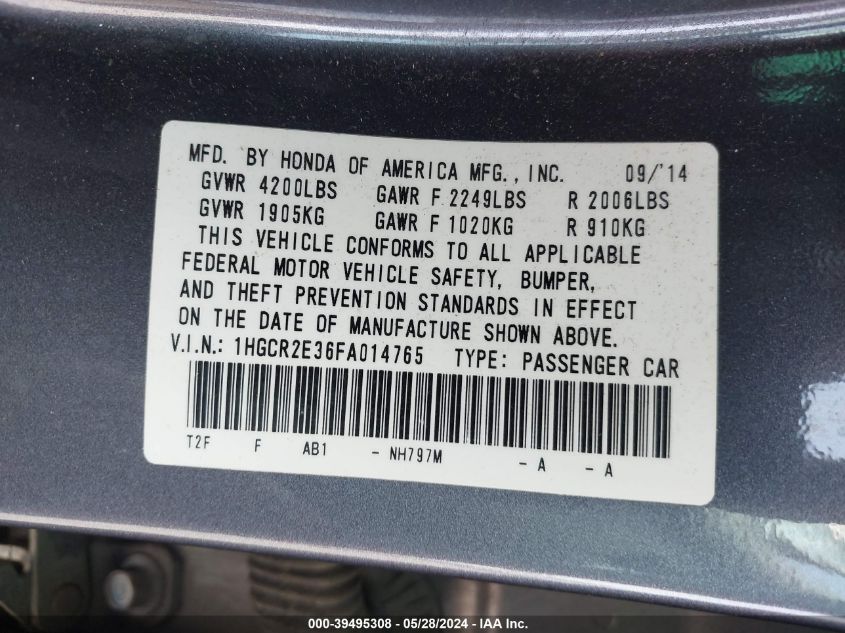 MFD. BY HONDA OF AMERICA MFG., INC. 09/'14
GVWR 4200LBS GAWR F 2249LBS R 2006LBS
GVWR 1905KG GAWR F 1020KG R 910KG
THIS VEHICLE CONFORMS TO ALL APPLICABLE
FEDERAL MOTOR VEHICLE SAFETY, BUMPER,
AND THEFT PREVENTION STANDARDS IN EFFECT
ON THE DATE OF MANUFACTURE SHOWN ABOVE.
V.I.N.: 1HGCR2E36FA014765 TYPE: PASSENGER CAR
T2F F AB1 - NH797M - A - A
000-39495308 - 05/28/2024 - IAA Inc.